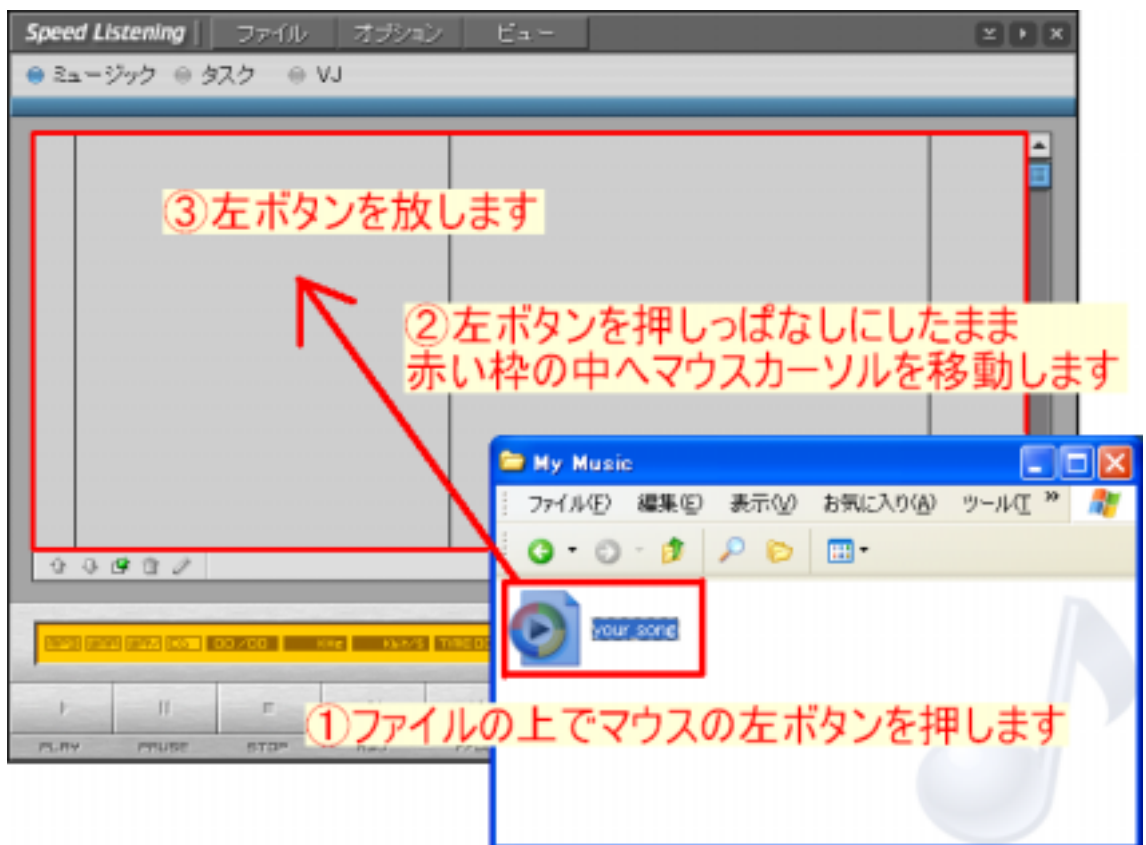 Speed Listening
ファイル
オプション
ビュー
ミュージック
タスク
VJ
③左ボタンを放します
②左ボタンを押しっぱなしにしたまま
赤い枠の中へマウスカーソルを移動します
My Music
ファイル(F) 編集(E) 表示(V) お気に入り(A) ツール(T »
your song
00/00
①ファイルの上でマウスの左ボタンを押します
PLAY
PAUSE
STOP